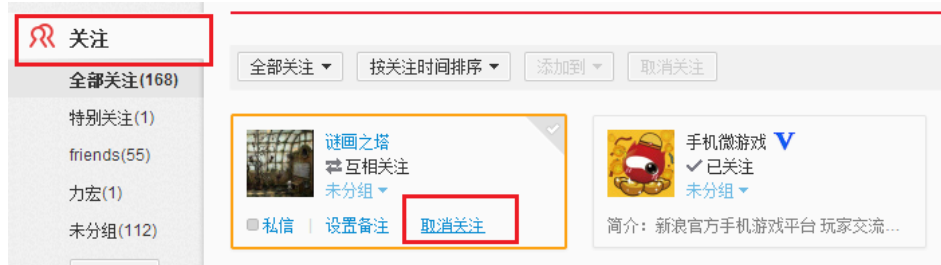 关注
全部关注(168)
特别关注(1)
friends(55)
力宏(1)
未分组(112)
全部关注 按关注时间排序 添加到 取消关注
谜画之塔
互相关注
未分组
私信 | 设置备注 取消关注
手机微游戏 V
已关注
未分组
简介：新浪官方手机游戏平台 玩家交流...